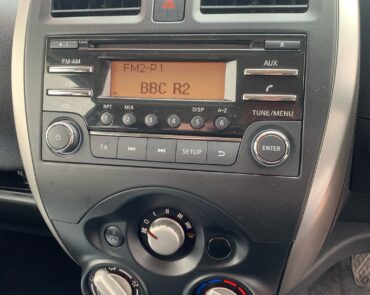 FM2-P1
FM·AM
AUX
BBC R2
VOL
RPT MIX DISP A-Z
TUNE/MENU
1 2 3 4 5 6
TA SETUP ENTER